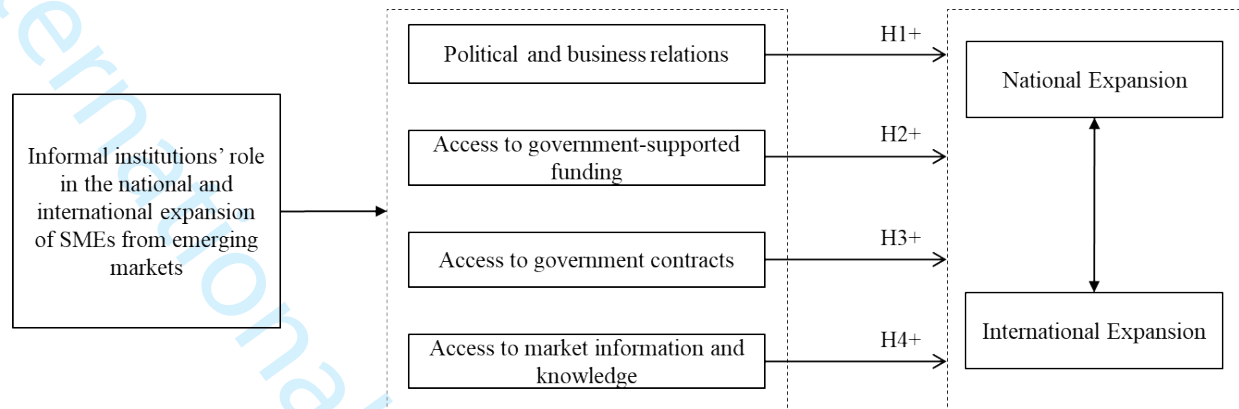 Informal institutions’ role
in the national and
international expansion
of SMEs from emerging
markets
Political and business relations
Access to government-supported
funding
Access to government contracts
Access to market information and
knowledge
H1+
H2+
H3+
H4+
National Expansion
International Expansion
ternational